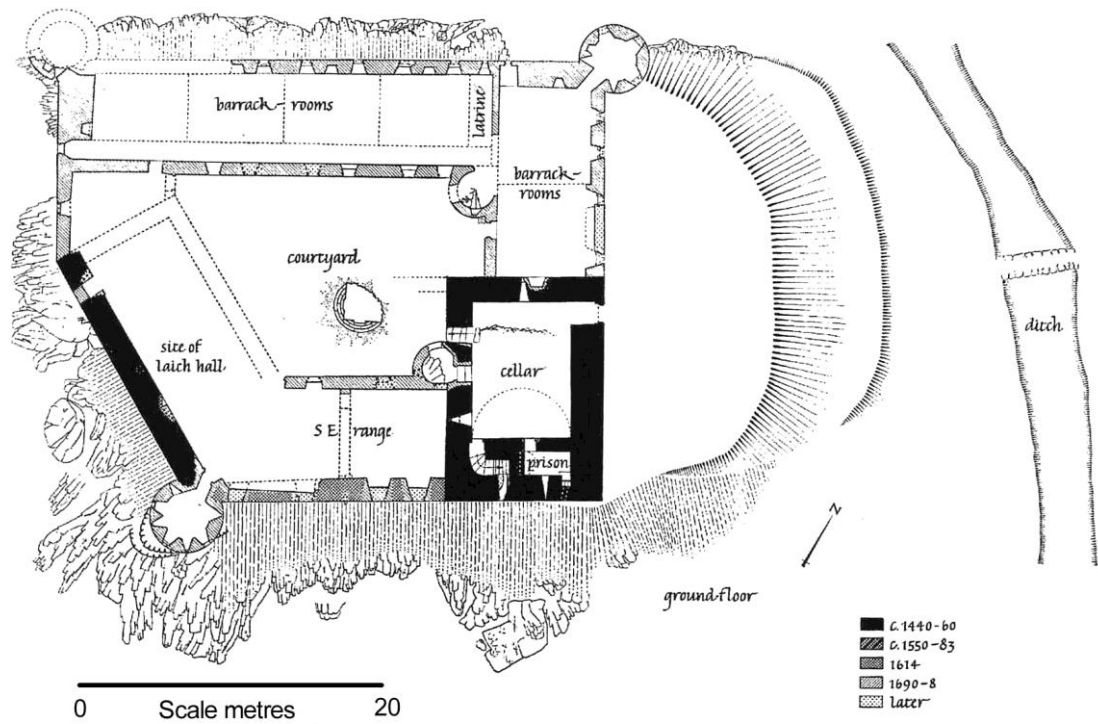 barrack-rooms
latrine
barrack-
rooms
courtyard
site of
laich hall
cellar
S E range
prison
ditch
N
ground-floor
c.1440-60
c.1550-83
1614
1690-8
later
0 Scale metres 20